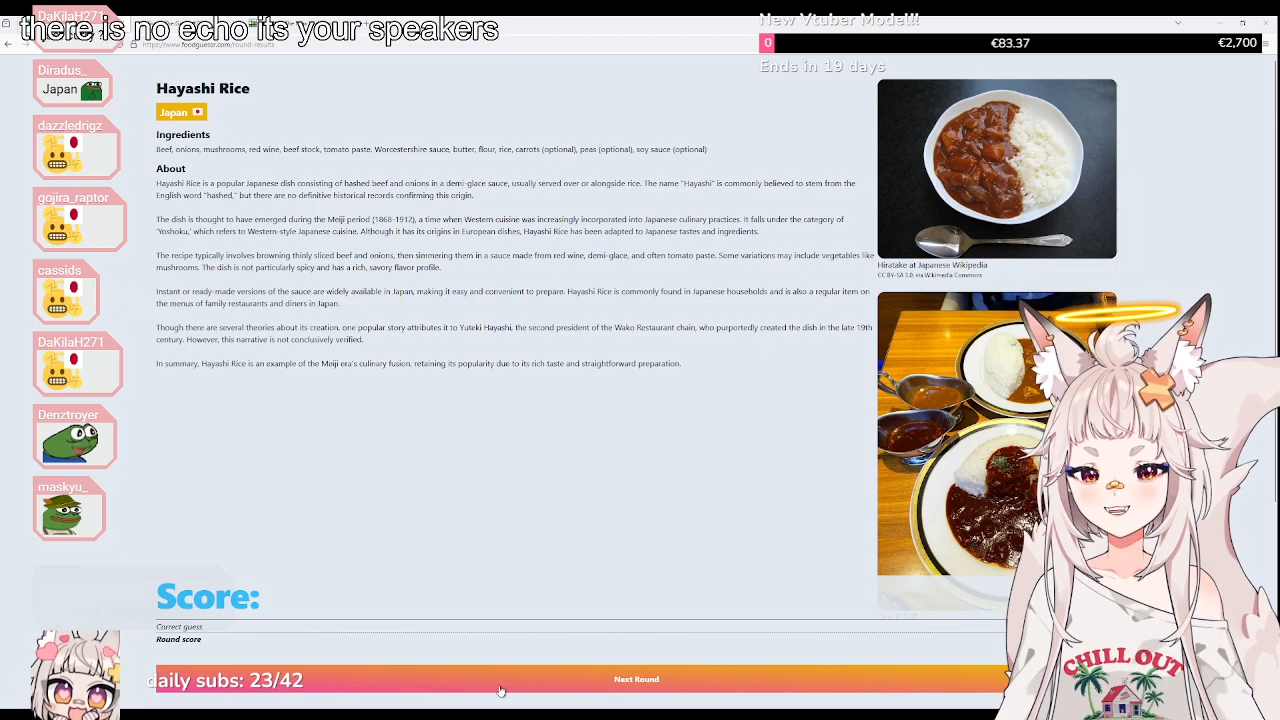 DaKilaH271
there is no echo its your speakers
https://www.foodguessr.com/round-results
New Vtuber Model!!
0
€83.37
€2,700
Ends in 19 days
Diradus_
Japan
dazzledrigz
gojira_raptor
cassids
DaKilaH271
Denztroyer
maskyu_
Hayashi Rice
Japan
Ingredients
Beef, onions, mushrooms, red wine, beef stock, tomato paste, Worcestershire sauce, butter, flour, rice, carrots (optional), peas (optional), soy sauce (optional)
About
Hayashi Rice is a popular Japanese dish consisting of hashed beef and onions in a demi-glace sauce, usually served over or alongside rice. The name "Hayashi" is commonly believed to stem from the
English word "hashed," but there are no definitive historical records confirming this origin.
The dish is thought to have emerged during the Meiji period (1868-1912), a time when Western cuisine was increasingly incorporated into Japanese culinary practices. It falls under the category of
'Yoshoku,' which refers to Western-style Japanese cuisine. Although it has its origins in European dishes, Hayashi Rice has been adapted to Japanese tastes and ingredients.
The recipe typically involves browning thinly sliced beef and onions, then simmering them in a sauce made from red wine, demi-glace, and often tomato paste. Some variations may include vegetables like
mushrooms. This dish is particularly spicy and has a rich, savory flavor profile.
Instant or ready-made sauce are widely available in Japan, making it easy and convenient to prepare. Hayashi Rice is commonly found in Japanese households and is also a regular item on
the menus of family restaurants and diners in Japan.
Though there are several theories about its creation, one popular story attributes it to Yuteki Hayashi, the second president of the Wako Restaurant chain, who purportedly created the dish in the late 19th
century. However, this narrative is not conclusively verified.
In summary, Hayashi Rice is an example of the Meiji era's culinary fusion, retaining its popularity due to its rich taste and straightforward preparation.
Hiratake at Japanese Wikipedia
CC BY-SA 3.0, via Wikimedia Commons
Score:
Correct guess
Round score
daily subs: 23/42
Next Round
CHILL OUT